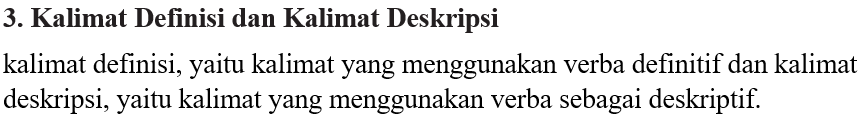 3. Kalimat Definisi dan Kalimat Deskripsi
kalimat definisi, yaitu kalimat yang menggunakan verba definitif dan kalimat
deskripsi, yaitu kalimat yang menggunakan verba sebagai deskriptif.